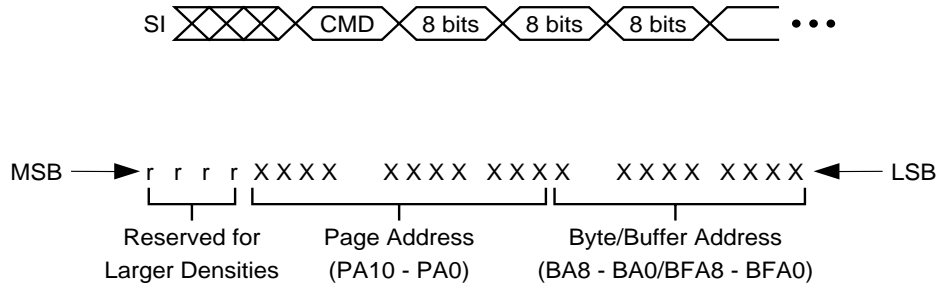 SI CMD 8 bits 8 bits 8 bits •••
MSB r r r r X X X X X X X X X X X X X X X X X X X X LSB
Reserved for Page Address Byte/Buffer Address
Larger Densities (PA10 - PA0) (BA8 - BA0/BFA8 - BFA0)